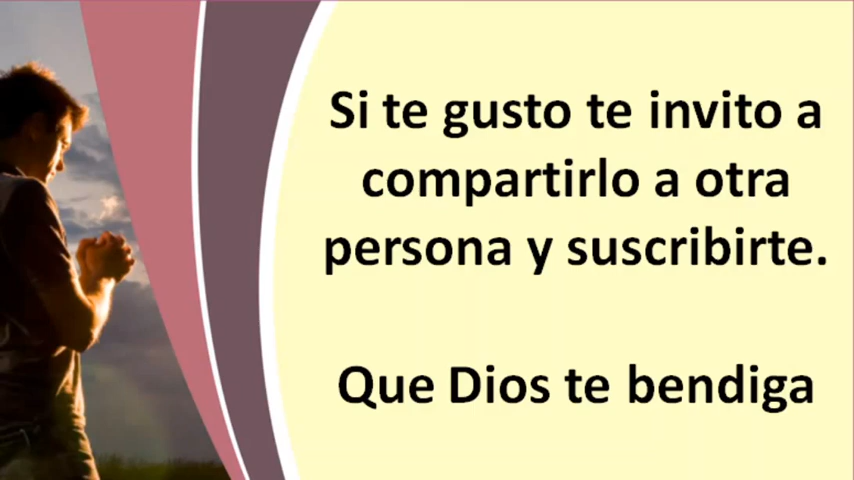 Si te gusto te invito a
compartirlo a otra
persona y suscribirte.
Que Dios te bendiga